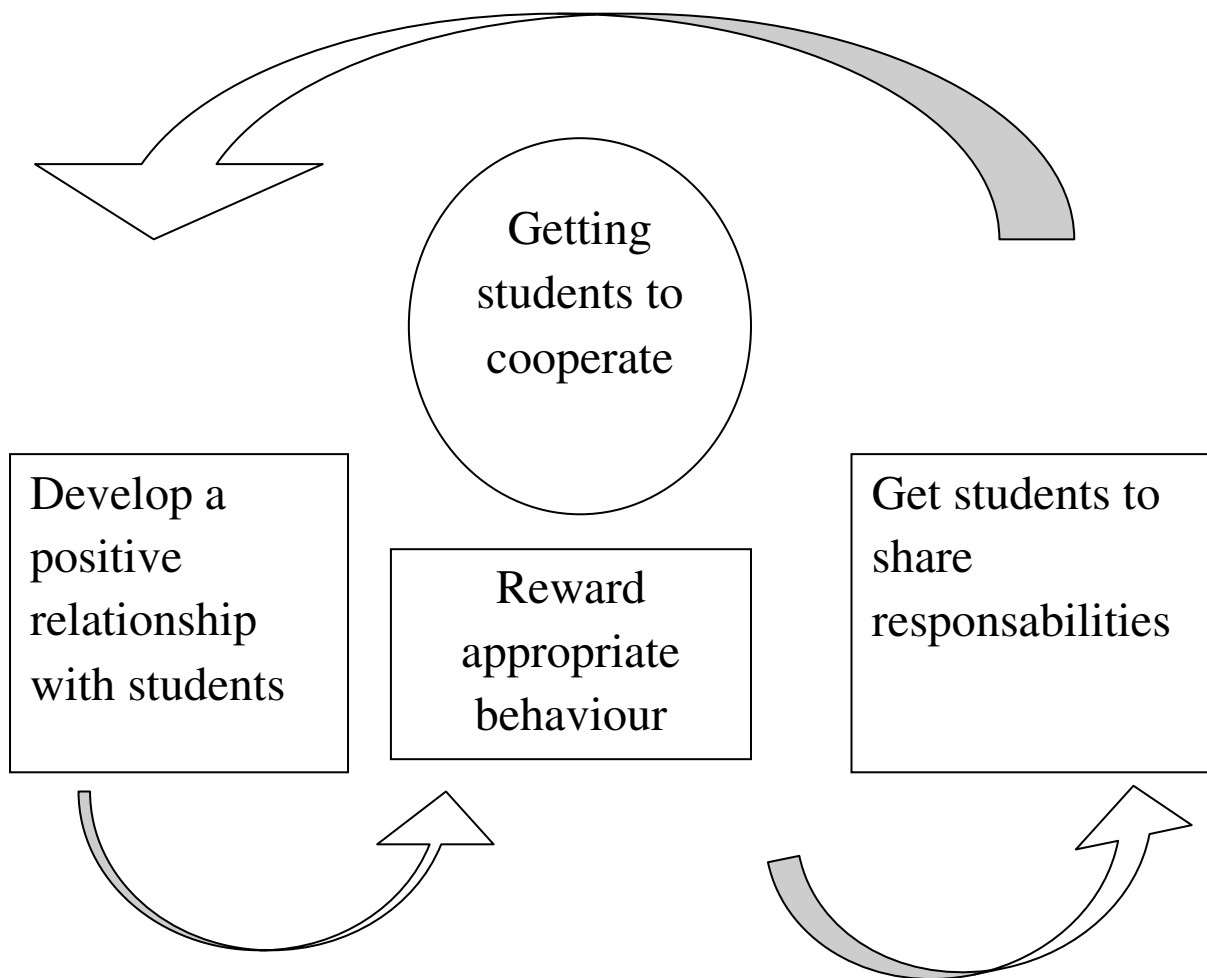 Getting
students to
cooperate
Develop a
positive
relationship
with students
Reward
appropriate
behaviour
Get students to
share
responsabilities